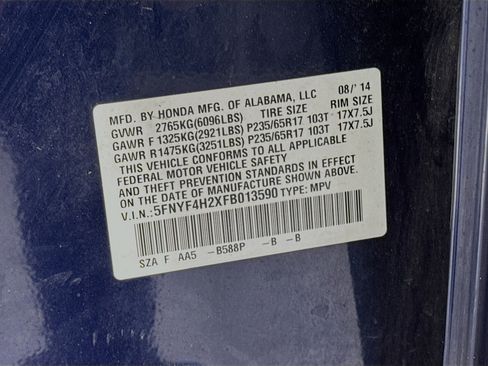 MFD. BY HONDA MFG. OF ALABAMA, LLC 08/'14
GVWR 2765KG(6096LBS) TIRE SIZE RIM SIZE
GAWR F 1325KG(2921LBS) P235/65R17 103T 17X7.5J
GAWR R 1475KG(3251LBS) P235/65R17 103T 17X7.5J
THIS VEHICLE CONFORMS TO ALL APPLICABLE
FEDERAL MOTOR VEHICLE SAFETY
AND THEFT PREVENTION STANDARDS IN EFFECT
ON THE DATE OF MANUFACTURE SHOWN ABOVE.
V.I.N.: 5FNYF4H2XFB013590 TYPE: MPV
SZA F AA5 -B588P -B -B